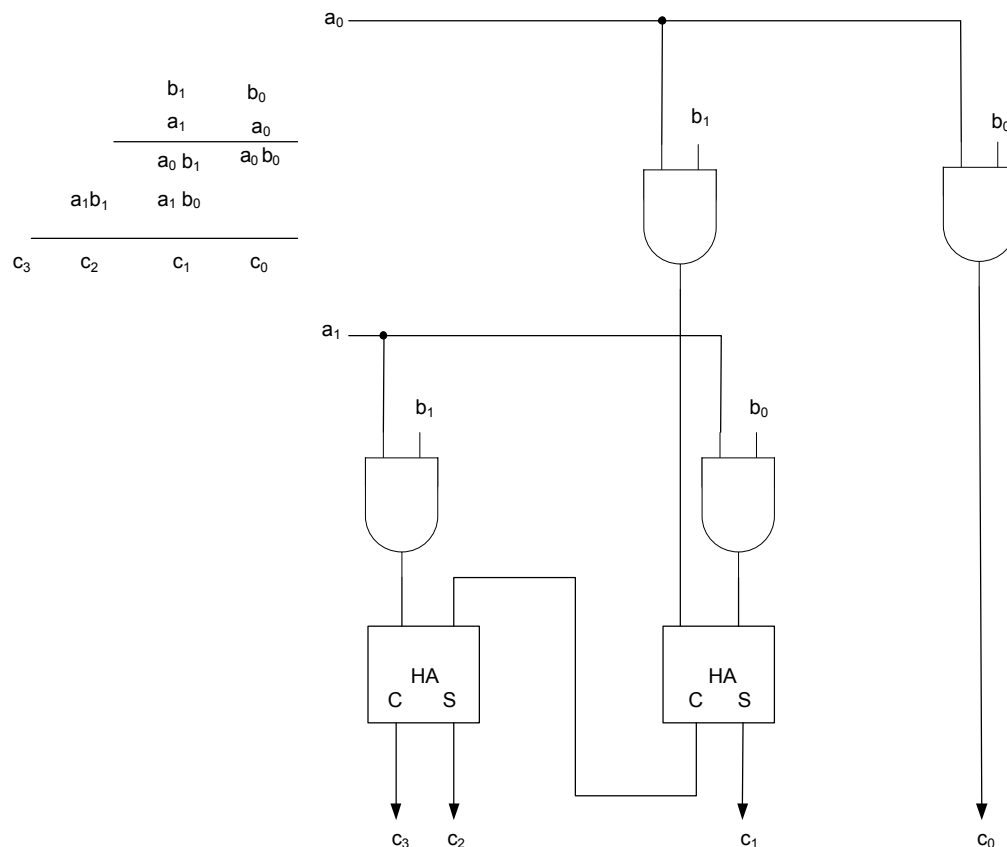 a₀
b₁ b₀
a₁ a₀
a₀ b₁ a₀ b₀
a₁b₁ a₁ b₀
c₃ c₂ c₁ c₀
b₁
b₀
a₁
b₁
b₀
HA
C S
HA
C S
c₃
c₂
c₁
c₀